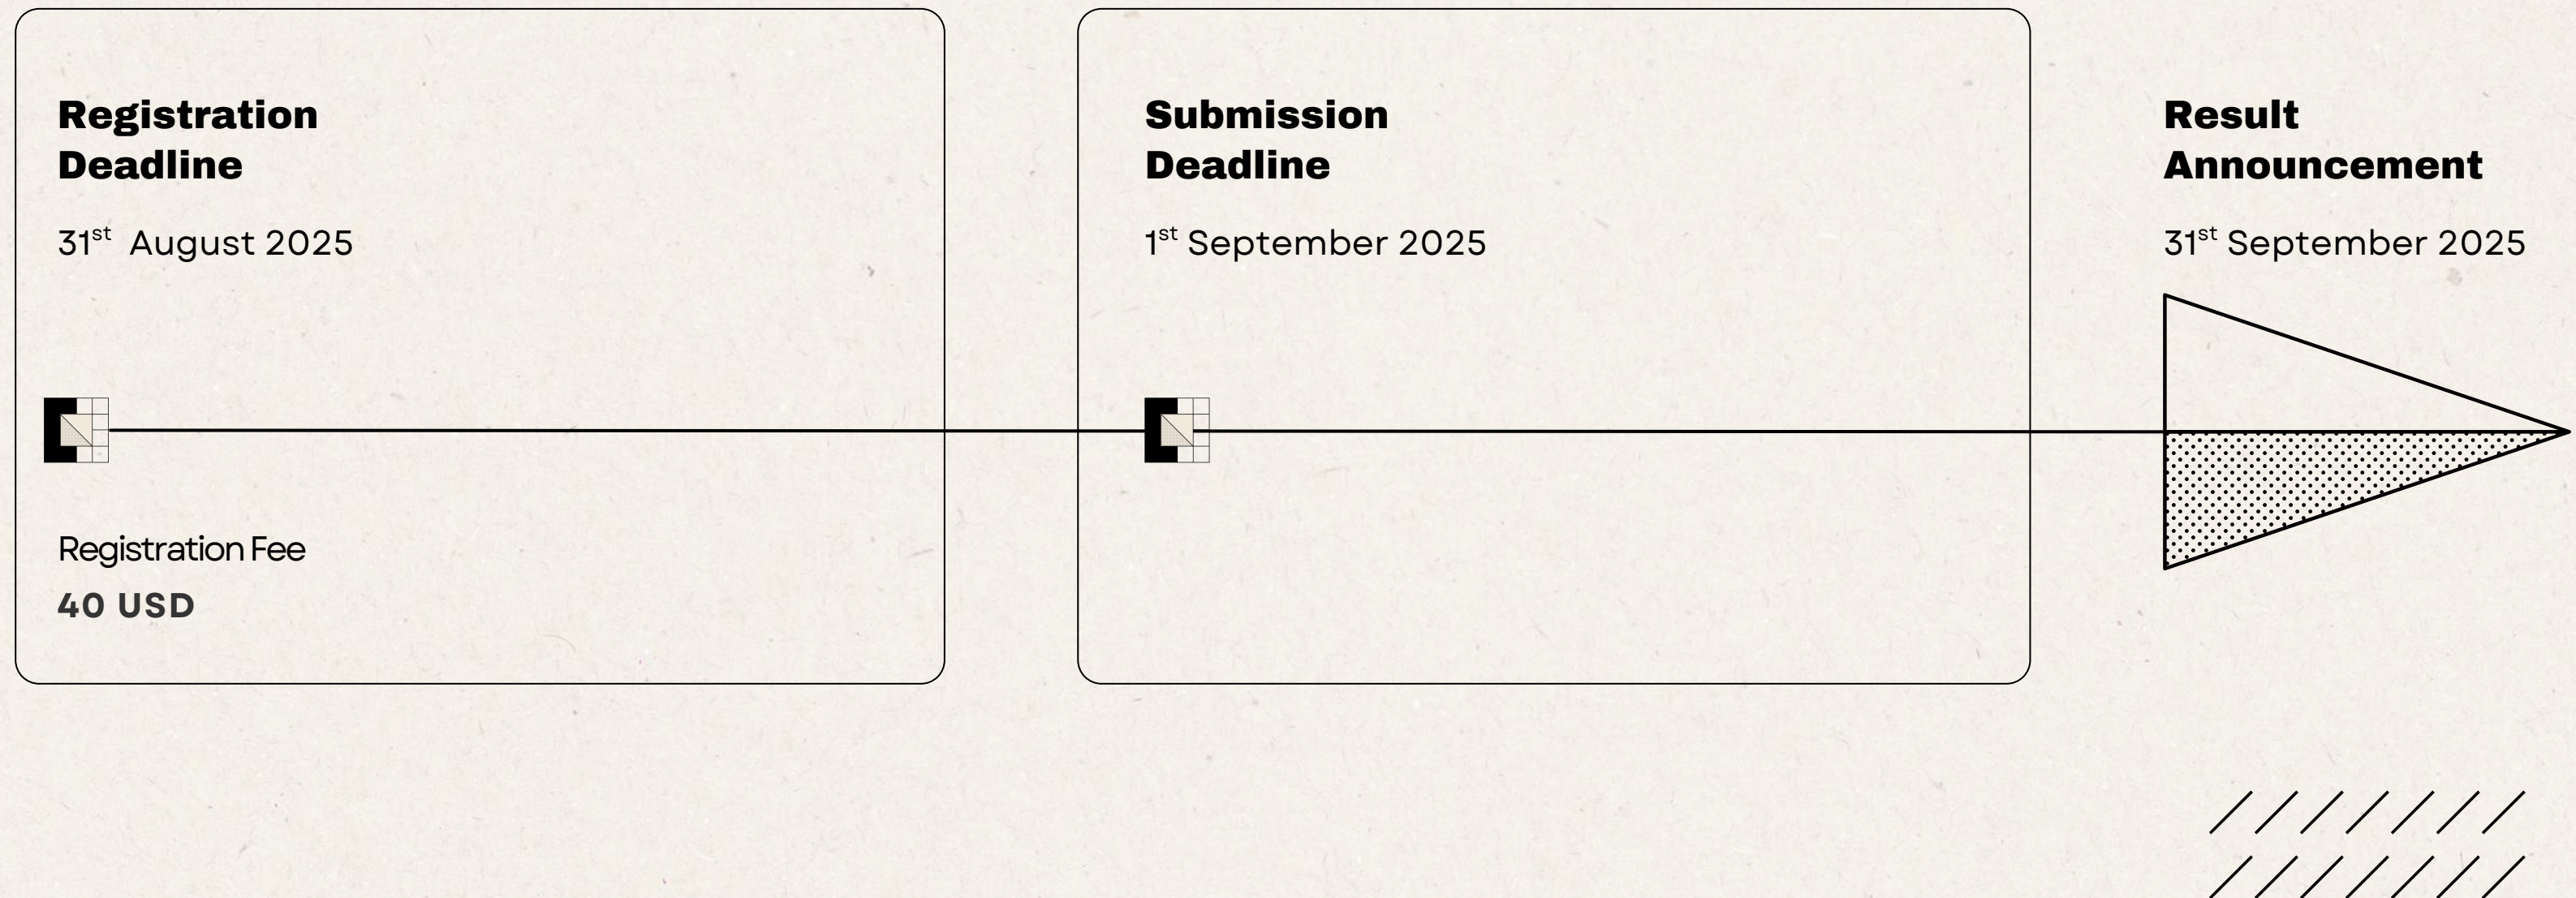 Registration
Deadline
31st August 2025
Registration Fee
40 USD
Submission
Deadline
1st September 2025
Result
Announcement
31st September 2025